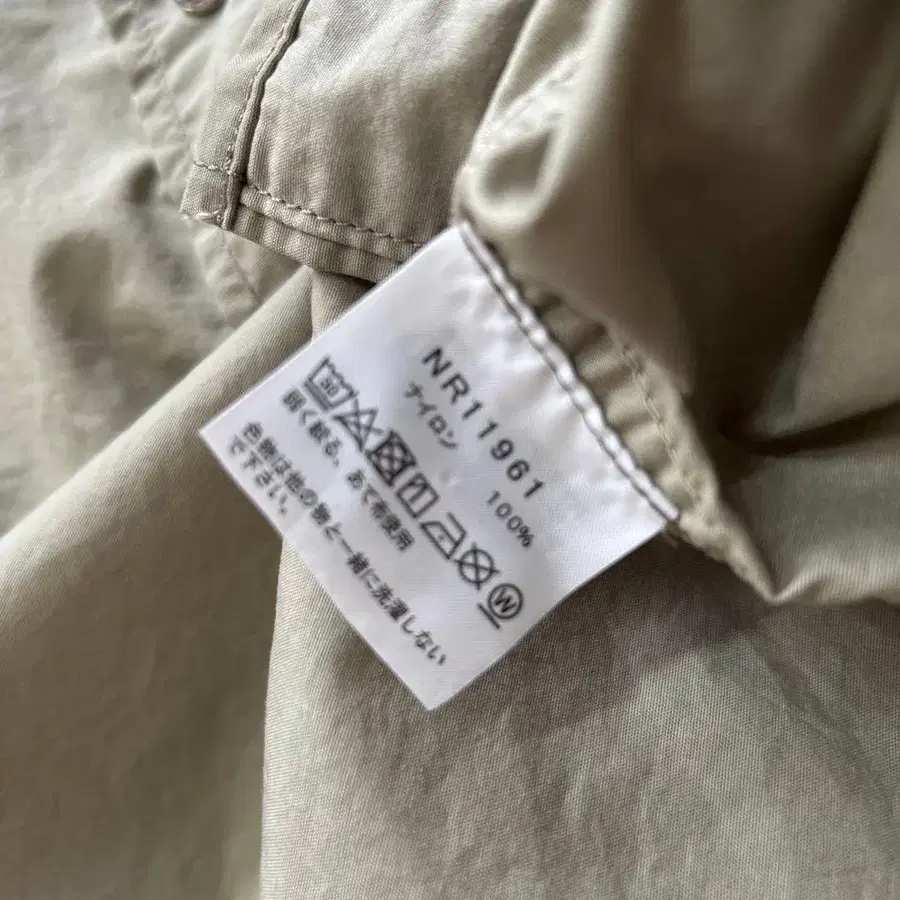 NR11961
ナイロン 100%
30 W
弱く絞る。あて布使用
色物は他の物と一緒に洗濯しない
で下さい。